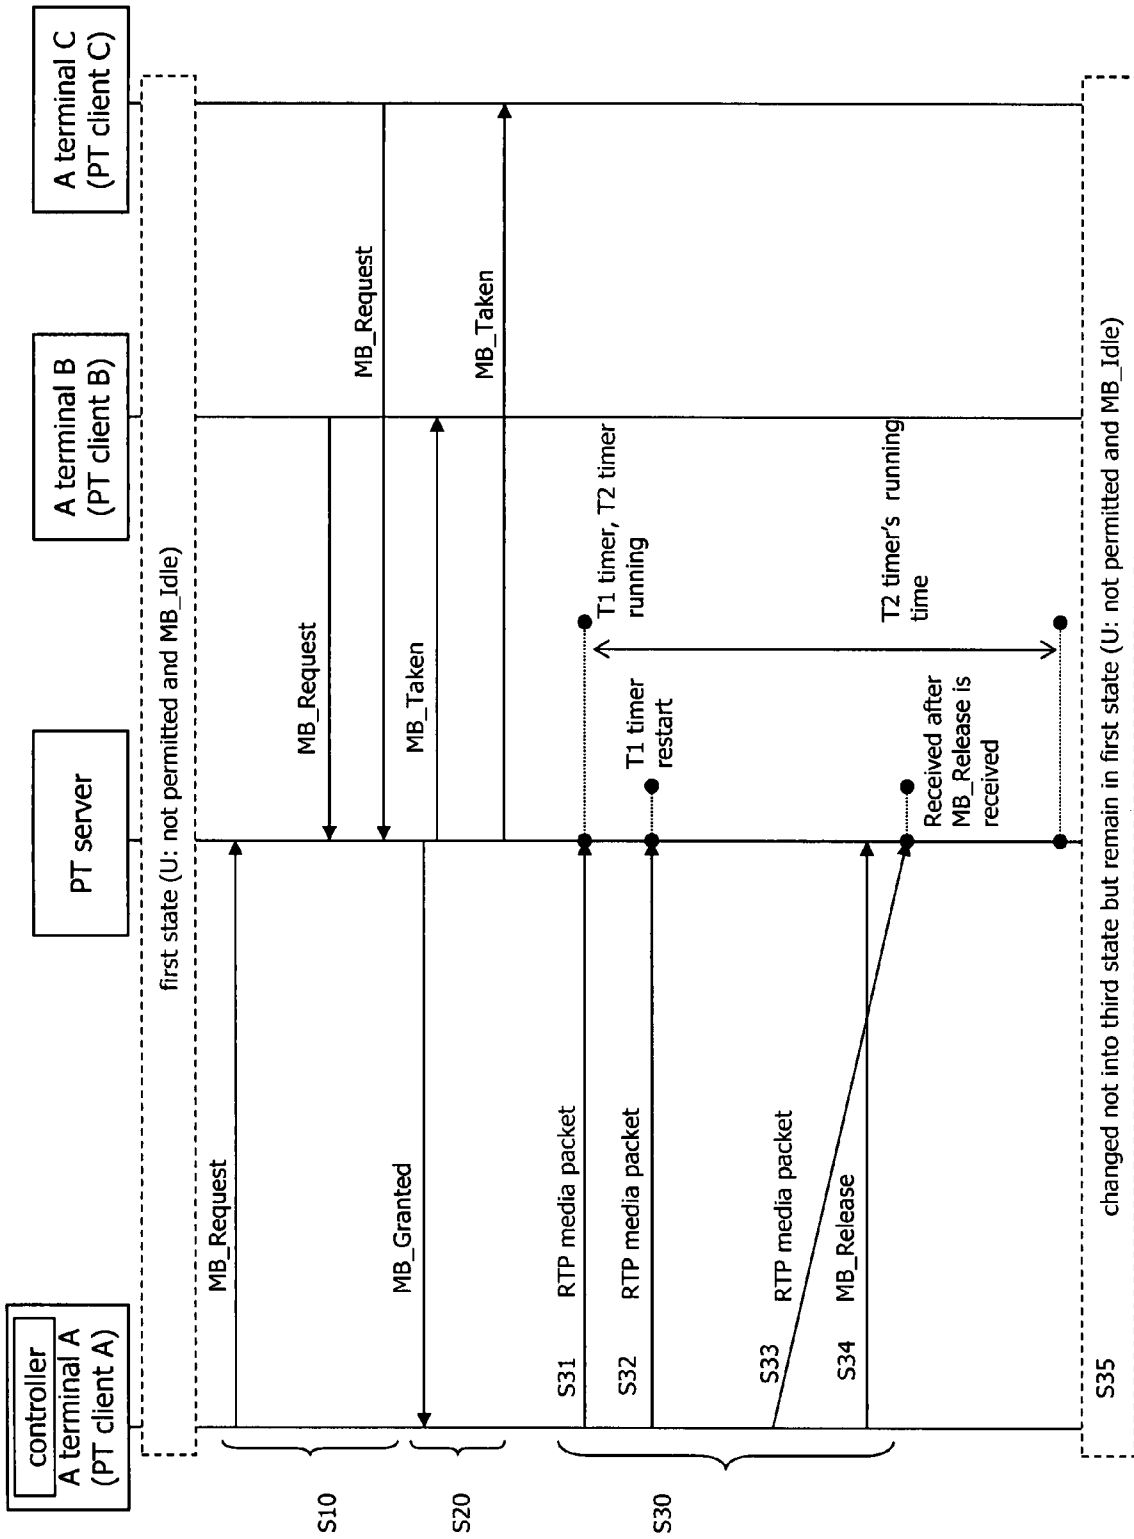 controller
A terminal A
(PT client A)
PT server
A terminal B
(PT client B)
A terminal C
(PT client C)
first state (U: not permitted and MB_Idle)
S10
MB_Request
MB_Request
MB_Request
S20
MB_Granted
MB_Taken
MB_Taken
S30
S31
RTP media packet
T1 timer, T2 timer
running
S32
RTP media packet
T1 timer
restart
S33
RTP media packet
S34
MB_Release
Received after
MB_Release is
received
T2 timer's running
time
S35
changed not into third state but remain in first state (U: not permitted and MB_Idle)